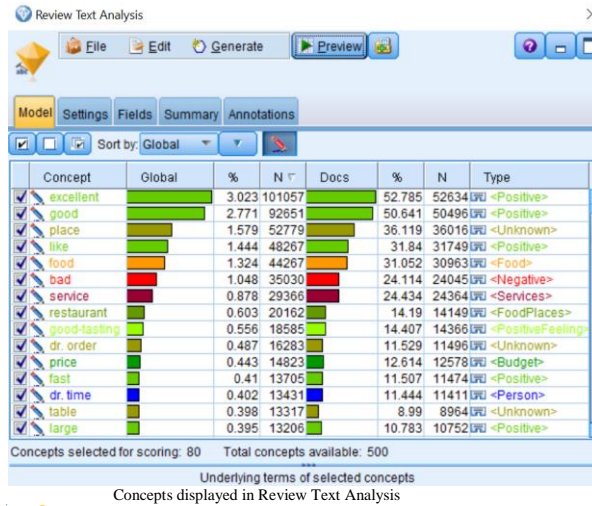 Review Text Analysis
File Edit Generate Preview
Model Settings Fields Summary Annotations
Sort by: Global
Concept Global % N Docs % N Type
excellent 3.023 101057 52.785 52634 <Positive>
good 2.771 92651 50.641 50496 <Positive>
place 1.579 52779 36.119 36016 <Unknown>
like 1.444 48267 31.84 31749 <Positive>
food 1.324 44267 31.052 30963 <Food>
bad 1.048 35030 24.114 24045 <Negative>
service 0.878 29366 24.434 24364 <Services>
restaurant 0.603 20162 14.19 14149 <FoodPlaces>
good-tasting 0.556 18585 14.407 14366 <PositiveFeeling>
dr. order 0.487 16283 11.529 11496 <Unknown>
price 0.443 14823 12.614 12578 <Budget>
fast 0.41 13705 11.507 11474 <Positive>
dr. time 0.402 13431 11.444 11411 <Person>
table 0.398 13317 8.99 8964 <Unknown>
large 0.395 13206 10.783 10752 <Positive>
Concepts selected for scoring: 80 Total concepts available: 500
Underlying terms of selected concepts
Concepts displayed in Review Text Analysis